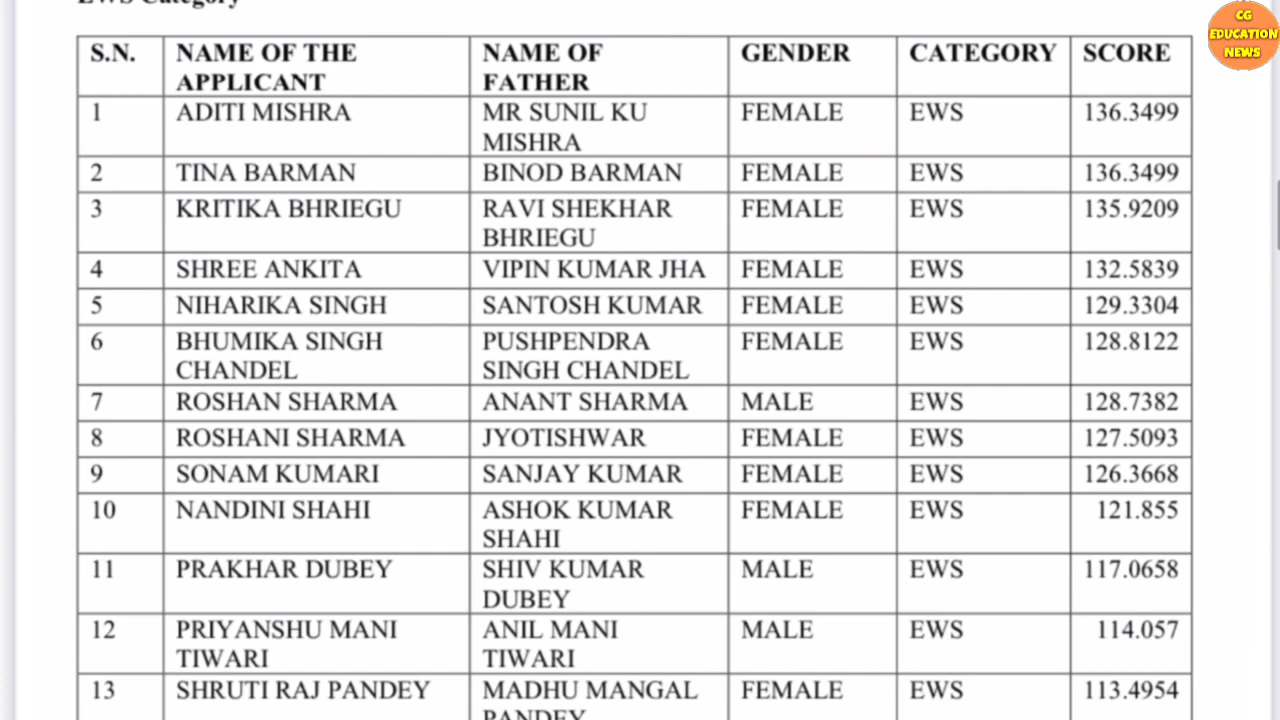 EWS Category
CG
EDUCATION
NEWS
S.N. NAME OF THE APPLICANT NAME OF FATHER GENDER CATEGORY SCORE
1 ADITI MISHRA MR SUNIL KU MISHRA FEMALE EWS 136.3499
2 TINA BARMAN BINOD BARMAN FEMALE EWS 136.3499
3 KRITIKA BHRIEGU RAVI SHEKHAR BHRIEGU FEMALE EWS 135.9209
4 SHREE ANKITA VIPIN KUMAR JHA FEMALE EWS 132.5839
5 NIHARIKA SINGH SANTOSH KUMAR FEMALE EWS 129.3304
6 BHUMIKA SINGH CHANDEL PUSHPENDRA SINGH CHANDEL FEMALE EWS 128.8122
7 ROSHAN SHARMA ANANT SHARMA MALE EWS 128.7382
8 ROSHANI SHARMA JYOTISHWAR FEMALE EWS 127.5093
9 SONAM KUMARI SANJAY KUMAR FEMALE EWS 126.3668
10 NANDINI SHAHI ASHOK KUMAR SHAHI FEMALE EWS 121.855
11 PRAKHAR DUBEY SHIV KUMAR DUBEY MALE EWS 117.0658
12 PRIYANSHU MANI TIWARI ANIL MANI TIWARI MALE EWS 114.057
13 SHRUTI RAJ PANDEY MADHU MANGAL PANDEY FEMALE EWS 113.4954